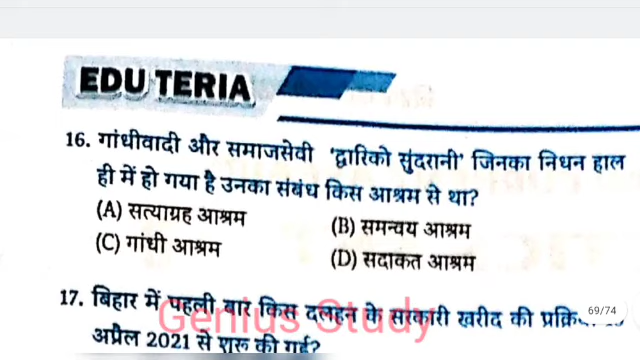 EDU TERIA
16. गांधीवादी और समाजसेवी 'द्वारिको सुंदरानी' जिनका निधन हाल
ही में हो गया है उनका संबंध किस आश्रम से था?
(A) सत्याग्रह आश्रम (B) समन्वय आश्रम
(C) गांधी आश्रम (D) सदाकत आश्रम
17. बिहार में पहली बार किस दलहन के सरकारी खरीद की
अप्रैल 2021 से शुरू की गई?
Genius Study
69/74